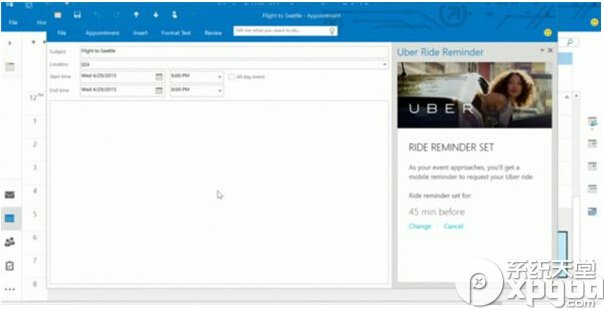 Flight to Seattle - Appointment
File
Appointment
Insert
Format Text
Review
Tell me what you want to do...
File
Subject
Flight to Seattle
Location
SEA
Start time
Wed 4/29/2015
6:00 PM
All day event
End time
Wed 4/29/2015
8:00 PM
Uber Ride Reminder
UBER
RIDE REMINDER SET
As your event approaches, you'll get a
mobile reminder to request your Uber ride.
Ride reminder set for:
45 min before
Change
Cancel
12PM
1
2
3
4
5
6
7
8
系统天堂
xpgod